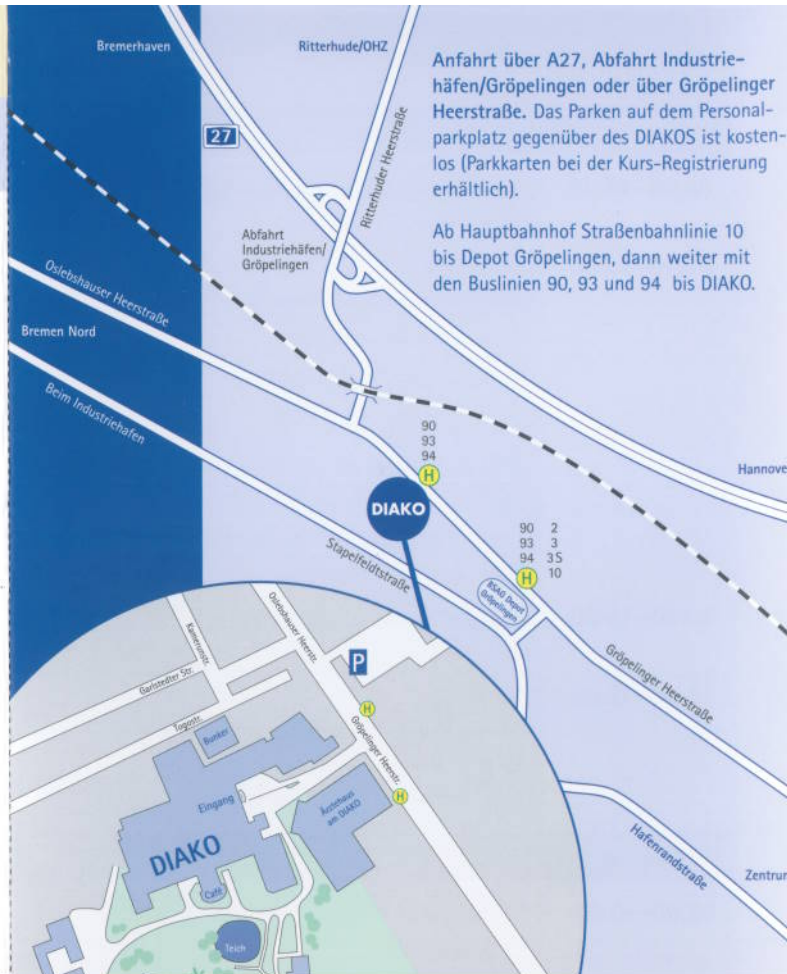 Bremerhaven
Ritterhude/OHZ
Anfahrt über A27, Abfahrt Industrie-
häfen/Gröpelingen oder über Gröpelinger
Heerstraße. Das Parken auf dem Personal-
parkplatz gegenüber des DIAKOS ist kosten-
los (Parkkarten bei der Kurs-Registrierung
erhältlich).
Ab Hauptbahnhof Straßenbahnlinie 10
bis Depot Gröpelingen, dann weiter mit
den Buslinien 90, 93 und 94 bis DIAKO.
27
Ritterhuder Heerstraße
Abfahrt
Industriehäfen/
Gröpelingen
Oslebshauser Heerstraße
Bremen Nord
Beim Industriehafen
90
93
94
H
Hannove
DIAKO
90 2
93 3
94 3S
10
H
Stapelfeldtstraße
BSAG Depot
Gröpelingen
Gröpelinger Heerstraße
Hafenrandstraße
Zentrum
Oslebshauser Heerstr.
Kamerunstr.
P
Garlstedter Str.
Togostr.
H
Gröpelinger Heerstr.
Bunker
Eingang
H
Ärztehaus
am DIAKO
DIAKO
Café
Teich